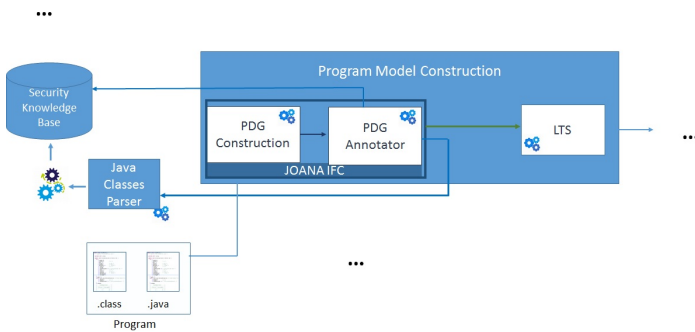 ...
Program Model Construction
Security
Knowledge
Base
PDG
Construction
PDG
Annotator
LTS
JOANA IFC
...
Java
Classes
Parser
...
.class
.java
Program